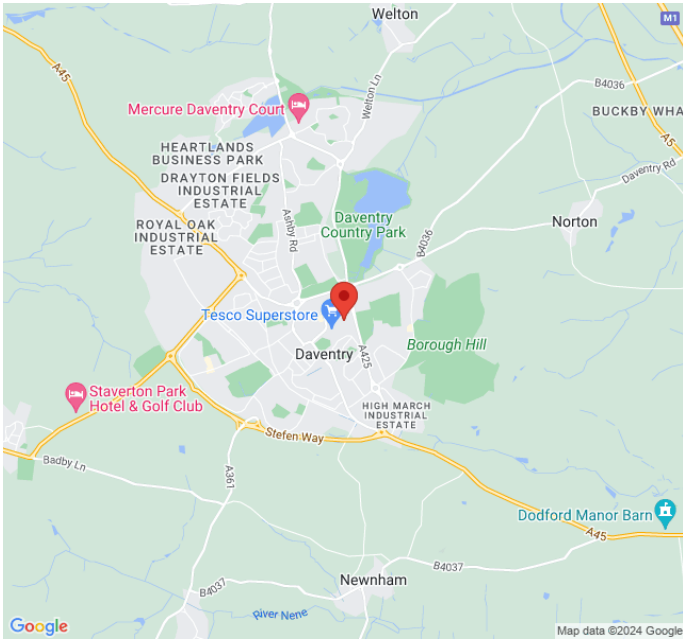 Welton
M1
A45
B4036
Welton Ln
Mercure Daventry Court
BUCKBY WHA
A5
HEARTLANDS
BUSINESS PARK
DRAYTON FIELDS
INDUSTRIAL
ESTATE
Daventry Rd
ROYAL OAK
INDUSTRIAL
ESTATE
Ashby Rd
Daventry
Country Park
B4036
Norton
Tesco Superstore
Daventry
A425
Borough Hill
Staverton Park
Hotel & Golf Club
HIGH MARCH
INDUSTRIAL
ESTATE
Stefen Way
Badby Ln
A361
Dodford Manor Barn
A45
B4037
Newnham
B4037
River Nene
Google
Map data ©2024 Google